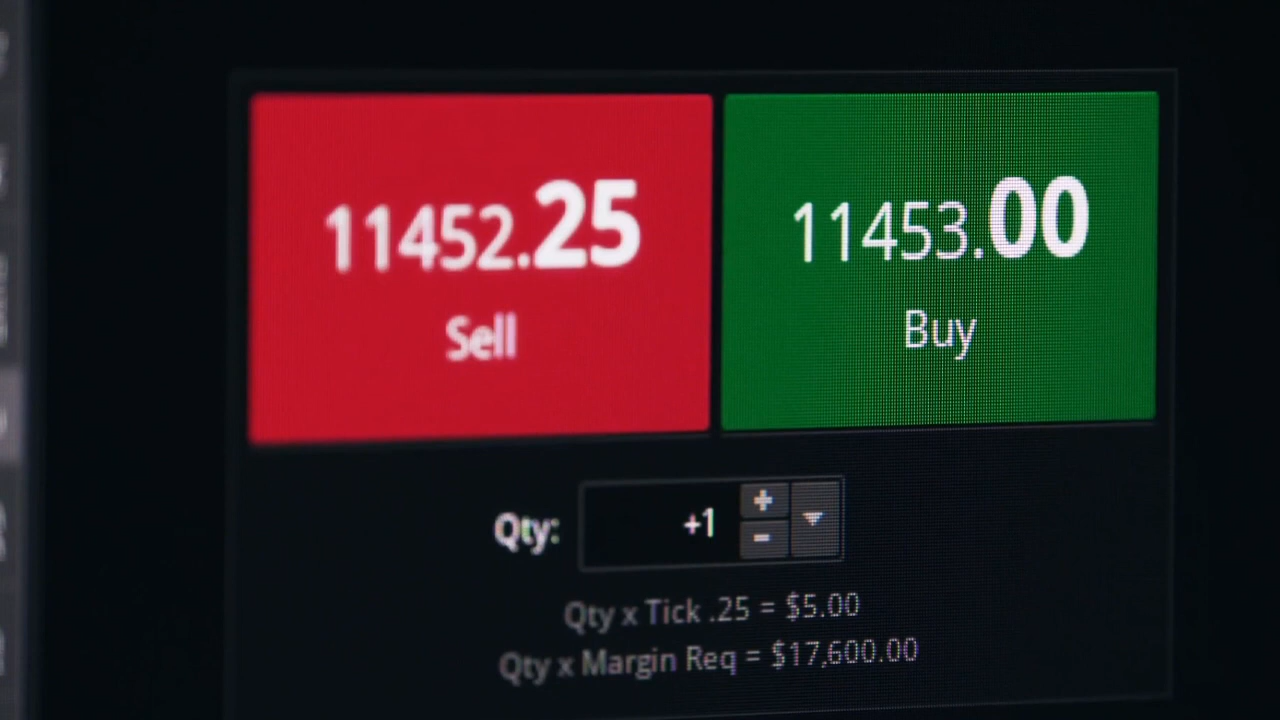 11452.25 11453.00
Sell Buy
Qty: +1
Qty x Tick .25 = $5.00
Qty x Margin Req = $17,600.00